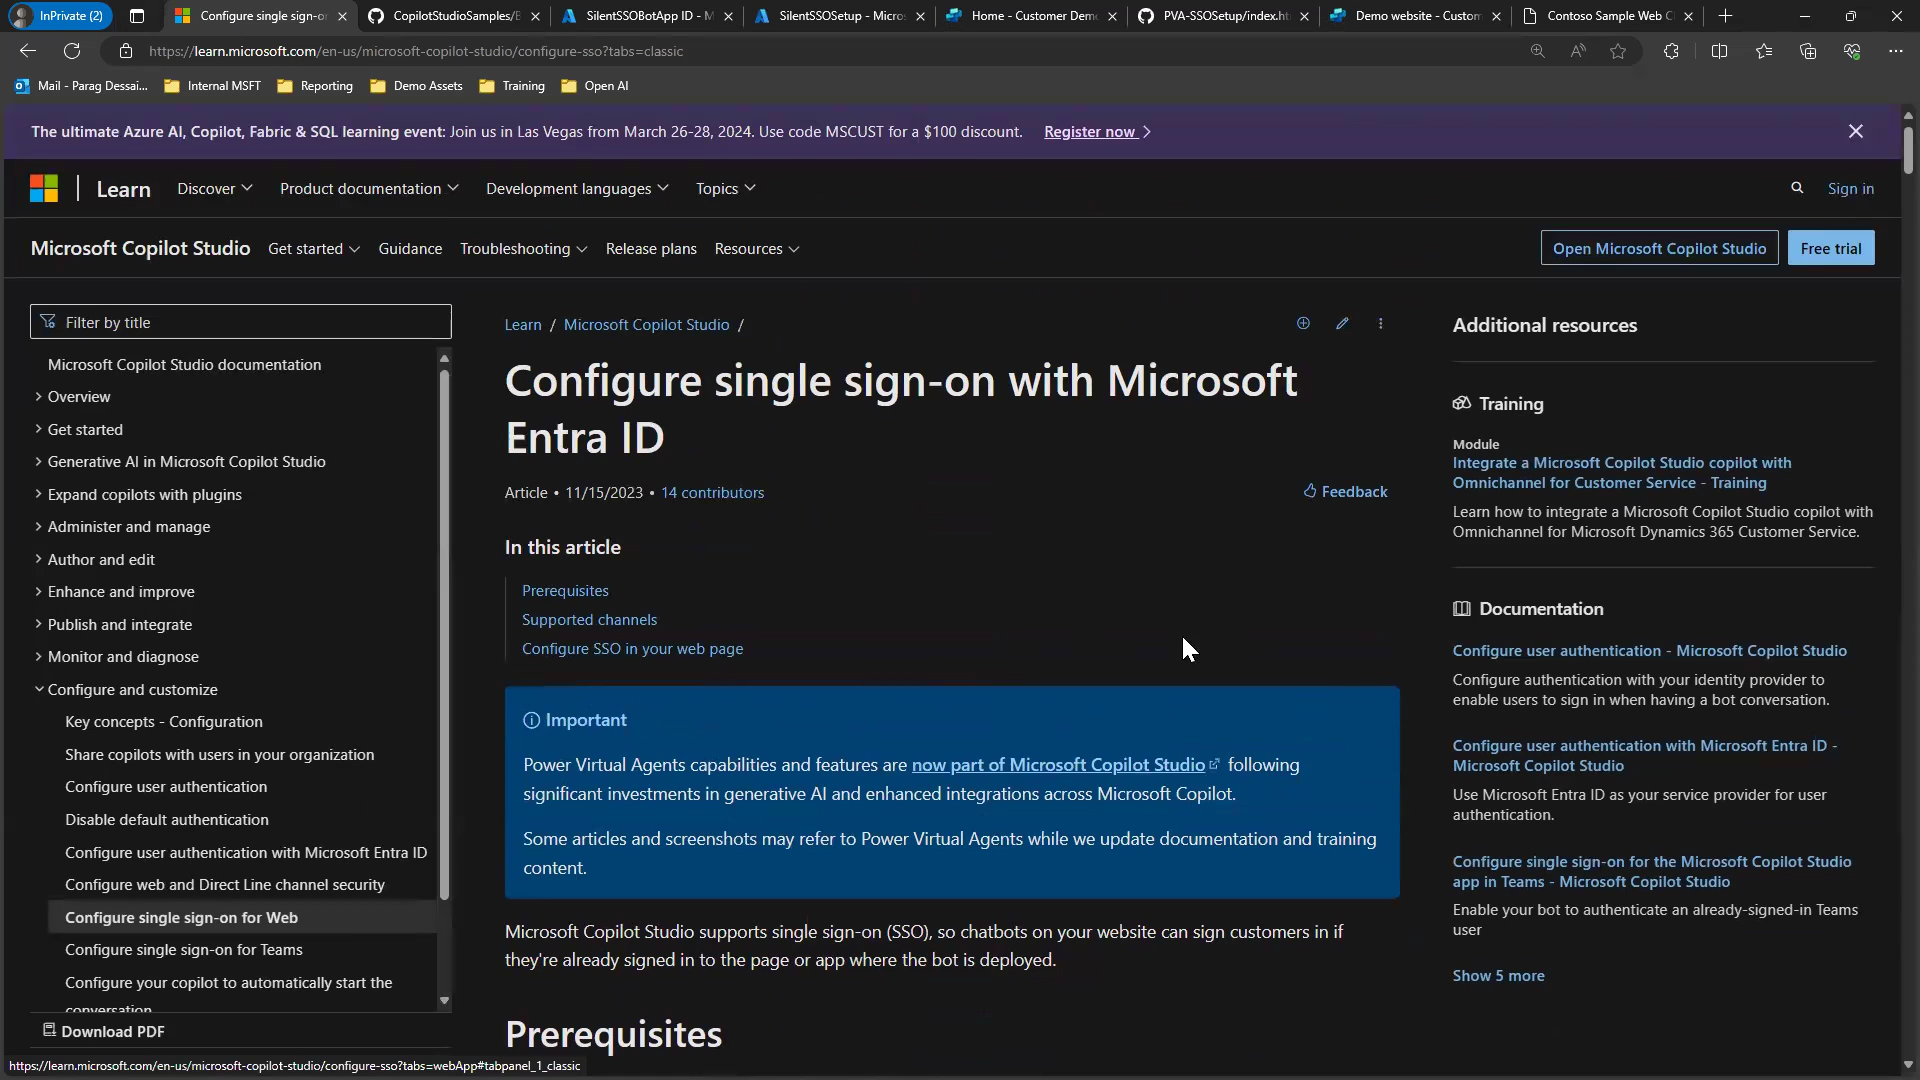 InPrivate (2)
Configure single sign-o
CopilotStudioSamples/B
SilentSSOBotApp ID - M
SilentSSOSetup - Micros
Home - Customer Dem
PVA-SSOSetup/index.ht
Demo website - Custom
Contoso Sample Web C
https://learn.microsoft.com/en-us/microsoft-copilot-studio/configure-sso?tabs=classic
Mail - Parag Dessai...
Internal MSFT
Reporting
Demo Assets
Training
Open AI
The ultimate Azure AI, Copilot, Fabric & SQL learning event: Join us in Las Vegas from March 26-28, 2024. Use code MSCUST for a $100 discount. Register now
Learn
Discover
Product documentation
Development languages
Topics
Sign in
Microsoft Copilot Studio
Get started
Guidance
Troubleshooting
Release plans
Resources
Open Microsoft Copilot Studio
Free trial
Filter by title
Microsoft Copilot Studio documentation
Overview
Get started
Generative AI in Microsoft Copilot Studio
Expand copilots with plugins
Administer and manage
Author and edit
Enhance and improve
Publish and integrate
Monitor and diagnose
Configure and customize
Key concepts - Configuration
Share copilots with users in your organization
Configure user authentication
Disable default authentication
Configure user authentication with Microsoft Entra ID
Configure web and Direct Line channel security
Configure single sign-on for Web
Configure single sign-on for Teams
Configure your copilot to automatically start the
conversation
Download PDF
Learn / Microsoft Copilot Studio /
Configure single sign-on with Microsoft
Entra ID
Article • 11/15/2023 • 14 contributors
Feedback
In this article
Prerequisites
Supported channels
Configure SSO in your web page
Important
Power Virtual Agents capabilities and features are now part of Microsoft Copilot Studio following
significant investments in generative AI and enhanced integrations across Microsoft Copilot.
Some articles and screenshots may refer to Power Virtual Agents while we update documentation and training
content.
Microsoft Copilot Studio supports single sign-on (SSO), so chatbots on your website can sign customers in if
they're already signed in to the page or app where the bot is deployed.
Prerequisites
Additional resources
Training
Module
Integrate a Microsoft Copilot Studio copilot with
Omnichannel for Customer Service - Training
Learn how to integrate a Microsoft Copilot Studio copilot with
Omnichannel for Microsoft Dynamics 365 Customer Service.
Documentation
Configure user authentication - Microsoft Copilot Studio
Configure authentication with your identity provider to
enable users to sign in when having a bot conversation.
Configure user authentication with Microsoft Entra ID -
Microsoft Copilot Studio
Use Microsoft Entra ID as your service provider for user
authentication.
Configure single sign-on for the Microsoft Copilot Studio
app in Teams - Microsoft Copilot Studio
Enable your bot to authenticate an already-signed-in Teams
user
Show 5 more
https://learn.microsoft.com/en-us/microsoft-copilot-studio/configure-sso?tabs=webApp#tabpanel_1_classic